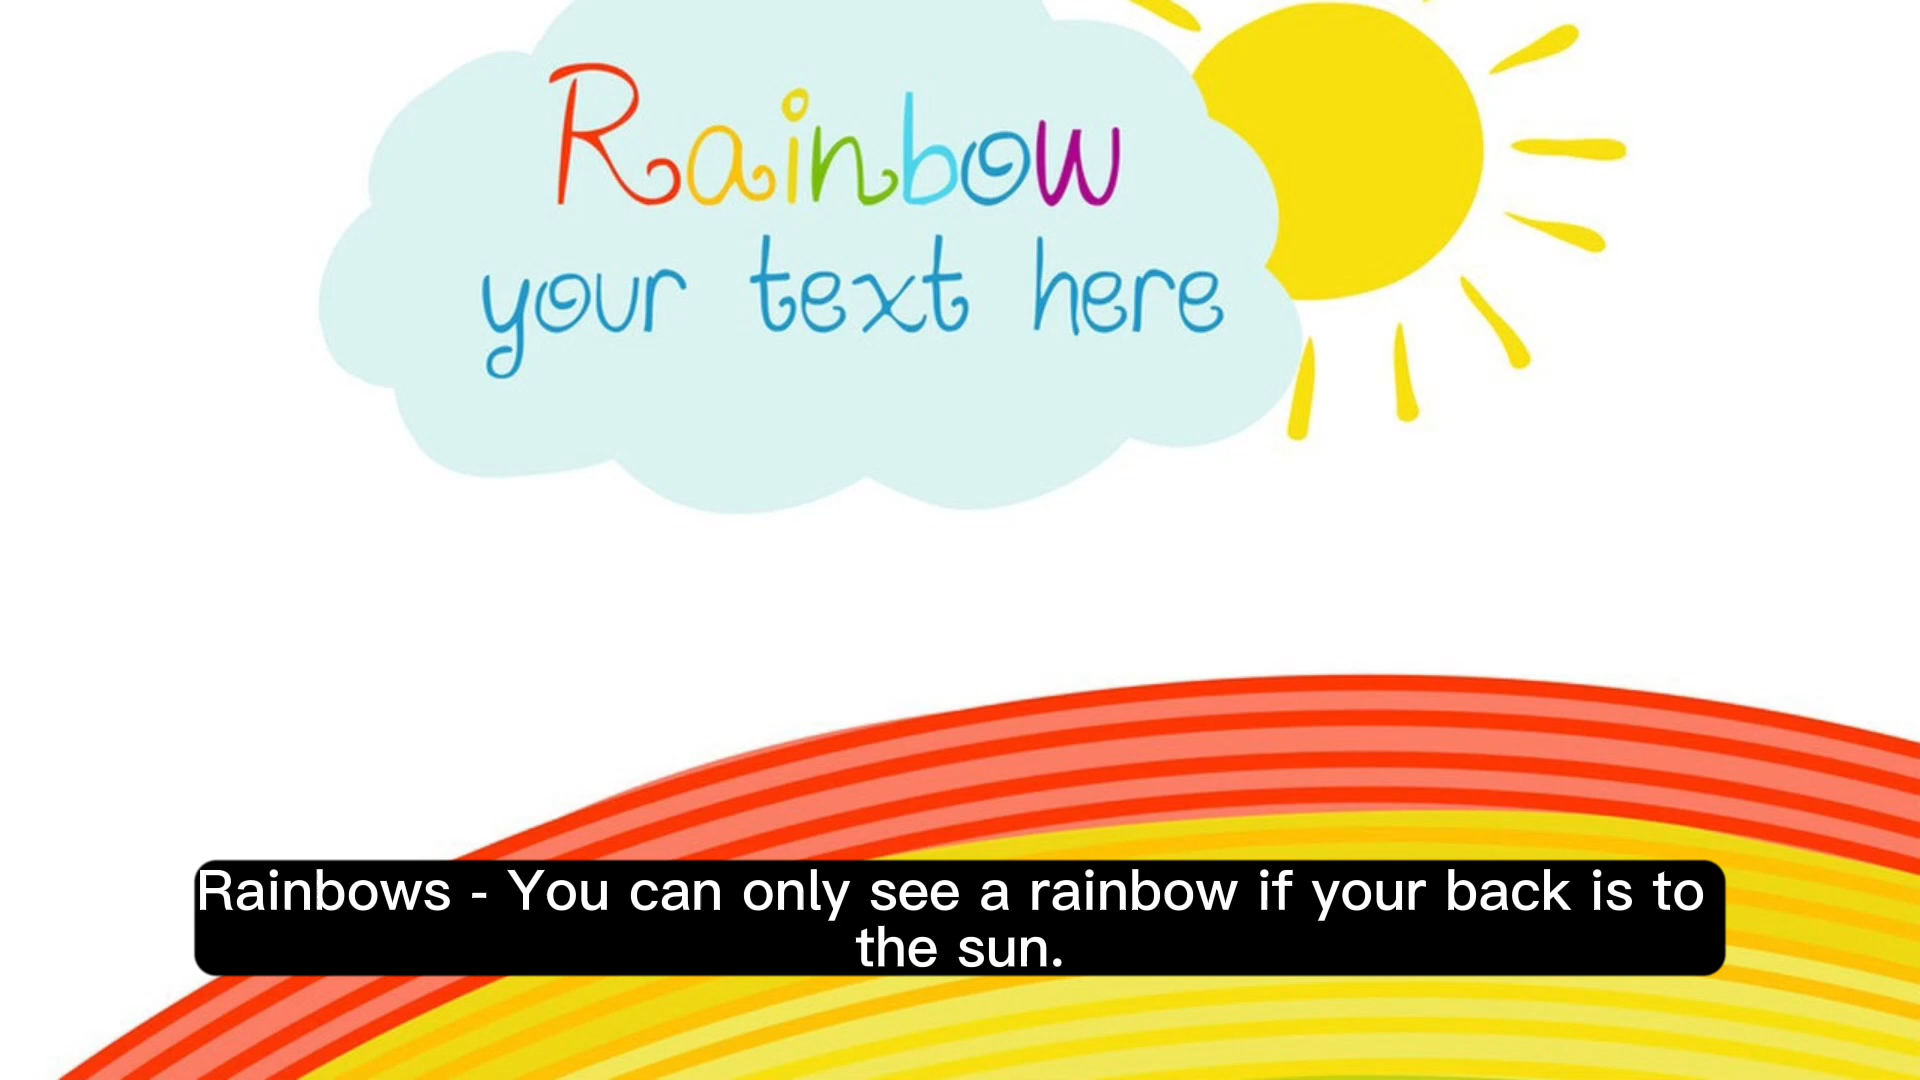 Rainbow
your text here
Rainbows - You can only see a rainbow if your back is to
the sun.